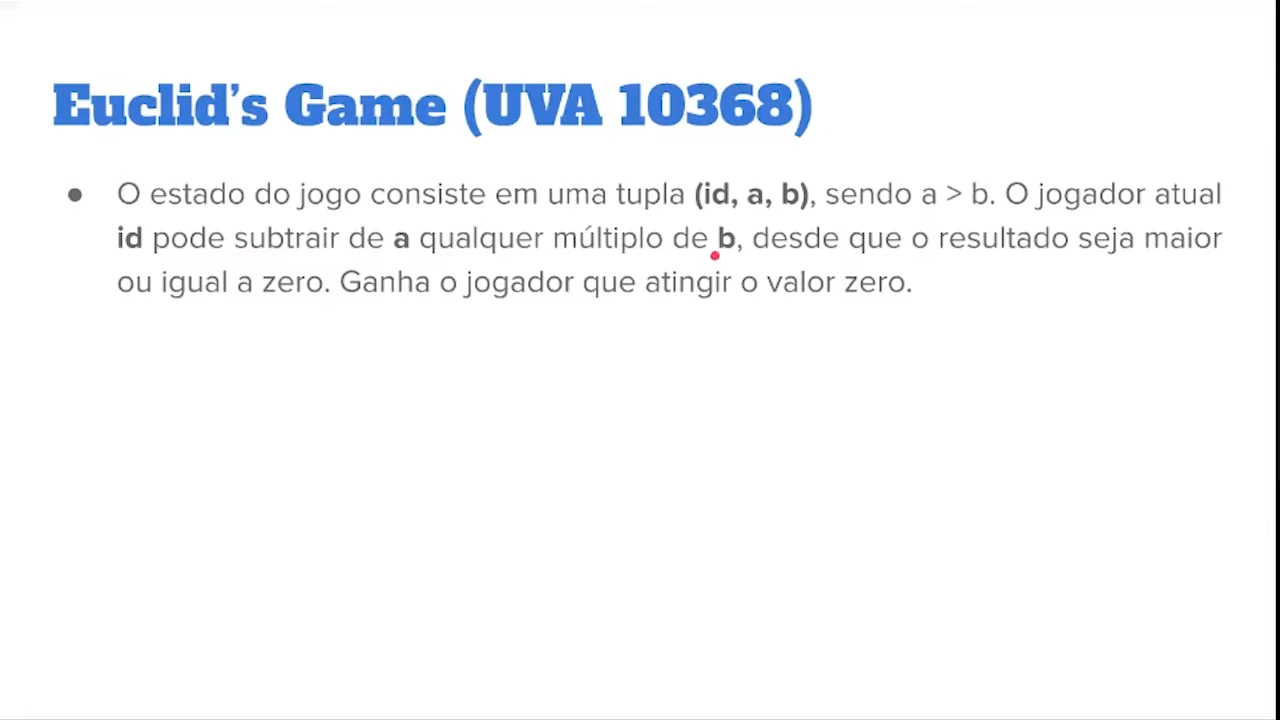 Euclid’s Game (UVA 10368)
● O estado do jogo consiste em uma tupla (id, a, b), sendo a > b. O jogador atual
id pode subtrair de a qualquer múltiplo de b, desde que o resultado seja maior
ou igual a zero. Ganha o jogador que atingir o valor zero.